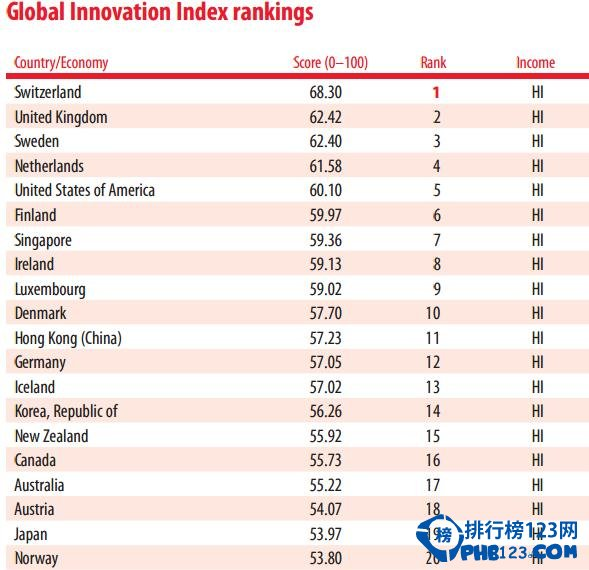 Global Innovation Index rankings
Country/Economy Score (0–100) Rank Income
Switzerland 68.30 1 HI
United Kingdom 62.42 2 HI
Sweden 62.40 3 HI
Netherlands 61.58 4 HI
United States of America 60.10 5 HI
Finland 59.97 6 HI
Singapore 59.36 7 HI
Ireland 59.13 8 HI
Luxembourg 59.02 9 HI
Denmark 57.70 10 HI
Hong Kong (China) 57.23 11 HI
Germany 57.05 12 HI
Iceland 57.02 13 HI
Korea, Republic of 56.26 14 HI
New Zealand 55.92 15 HI
Canada 55.73 16 HI
Australia 55.22 17 HI
Austria 54.07 18 HI
Japan 53.97 19 HI
Norway 53.80 20 HI
榜 排行榜123网
PHB123.COM